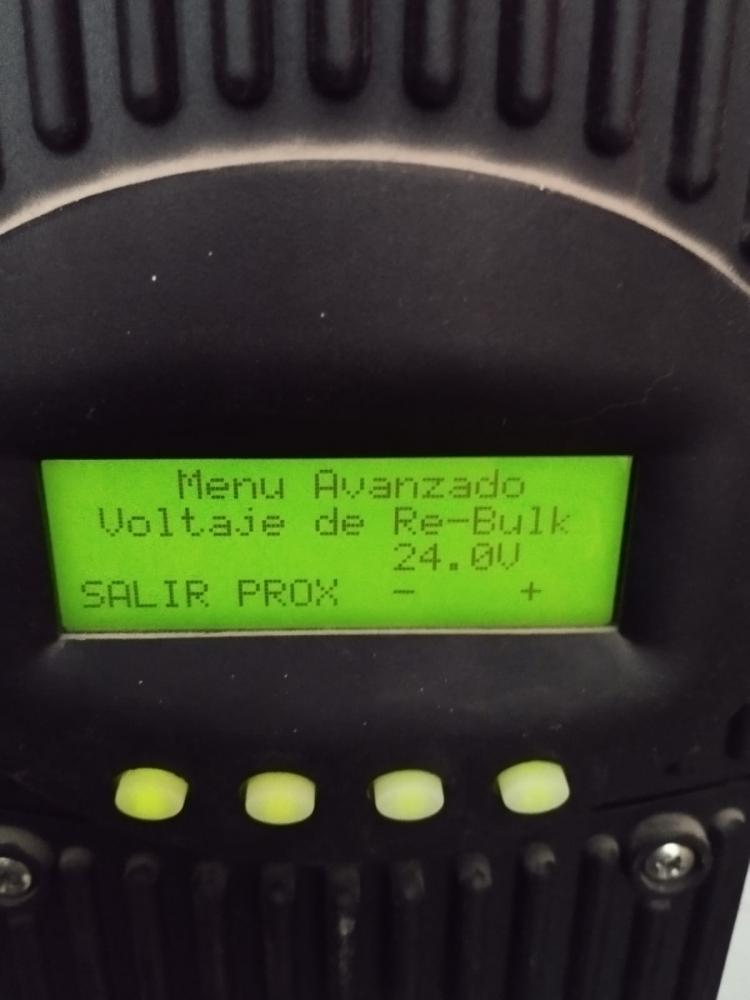 Menu Avanzado
Voltaje de Re-Bulk
24.0V
SALIR PROX - +